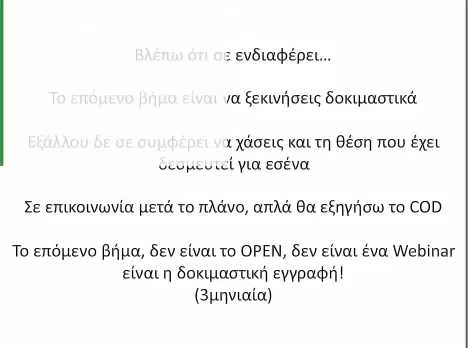 Βλέπω ότι σε ενδιαφέρει...
Το επόμενο βήμα είναι να ξεκινήσεις δοκιμαστικά
Εξάλλου δε σε συμφέρει να χάσεις και τη θέση που έχει
δεσμευτεί για εσένα
Σε επικοινωνία μετά το πλάνο, απλά θα εξηγήσω το COD
Το επόμενο βήμα, δεν είναι το OPEN, δεν είναι ένα Webinar
είναι η δοκιμαστική εγγραφή!
(3μηνιαία)